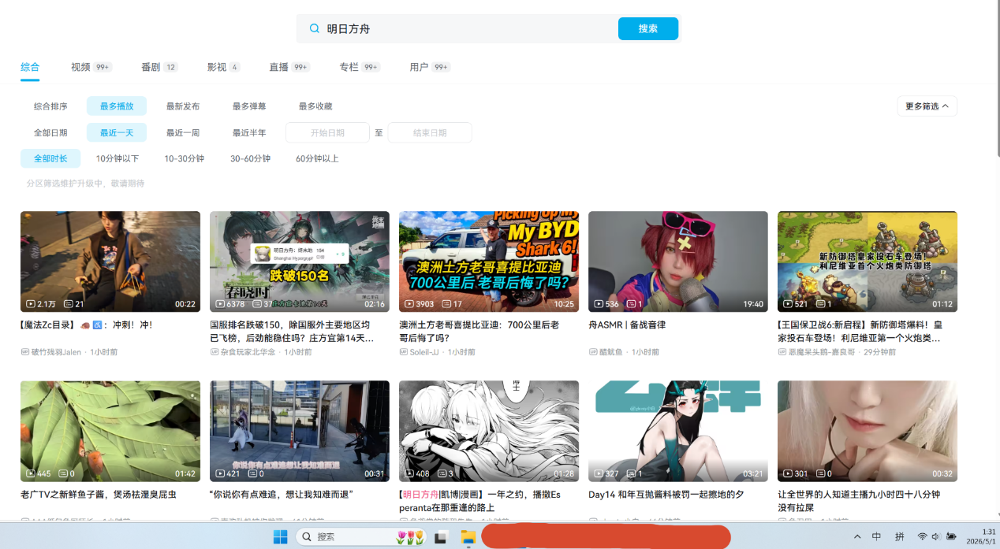 明日方舟
搜索
综合 视频 99+ 番剧 12 影视 4 直播 99+ 专栏 99+ 用户 99+
综合排序 最多播放 最新发布 最多弹幕 最多收藏 更多筛选
全部日期 最近一天 最近一周 最近半年 开始日期 至 结束日期
全部时长 10分钟以下 10-30分钟 30-60分钟 60分钟以上
分区筛选维护升级中,敬请期待
2.1万 21 00:22
【魔法Zc目录】🦔♿:冲刺!冲!
破竹残羽Jalen · 1小时前
明日方舟:终末地 154
跌破150名
春晓时
6378 37 02:16
国服排名跌破150,除国服外主要地区均
已飞榜,后劲能稳住吗?庄方宜第14天...
杂食玩家北华念 · 1小时前
Picking Up My
My BYD
Shark 6!
澳洲土方老哥喜提比亚迪
700公里后 老哥后悔了吗?
3903 17 10:25
澳洲土方老哥喜提比亚迪:700公里后老
哥后悔了吗?
Soleil-JJ · 1小时前
536 1 19:40
舟ASMR | 备战音律
醋鱿鱼 · 1小时前
新防御塔皇家投石车登场!
利尼维亚首个火炮类防御塔
521 1 01:12
【王国保卫战6:新启程】新防御塔爆料!皇
家投石车登场!利尼维亚第一个火炮类...
恶魔呆头鹅-嘉良哥 · 29分钟前
445 0 01:42
老广TV之新鲜鱼子酱,煲汤祛湿臭屁虫
你说你有点难追想让我知难而退
421 0 00:31
“你说你有点难追,想让我知难而退”
博士
408 3 01:28
【明日方舟|凯博|漫画】一年之约,播撒Es
peranta在那重逢的路上
327 1 03:21
Day14 和年互抛酱料被罚一起擦地的夕
301 0 00:32
让全世界的人知道主播九小时四十八分钟
没有拉屎
搜索
中 拼
1:31
2026/5/1